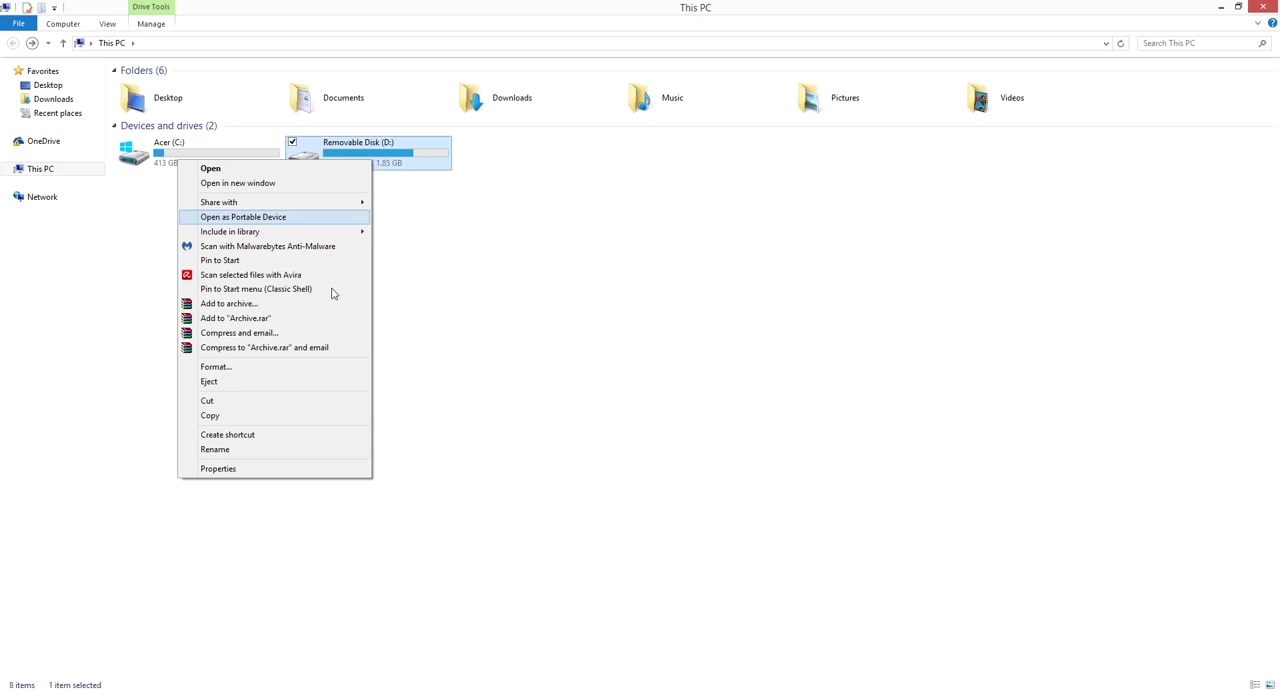 Drive Tools
This PC
File
Computer
View
Manage
This PC
Search This PC
Favorites
Desktop
Downloads
Recent places
OneDrive
This PC
Network
Folders (6)
Desktop
Documents
Downloads
Music
Pictures
Videos
Devices and drives (2)
Acer (C:)
413 GB
Removable Disk (D:)
1.85 GB
Open
Open in new window
Share with
Open as Portable Device
Include in library
Scan with Malwarebytes Anti-Malware
Pin to Start
Scan selected files with Avira
Pin to Start menu (Classic Shell)
Add to archive...
Add to "Archive.rar"
Compress and email...
Compress to "Archive.rar" and email
Format...
Eject
Cut
Copy
Create shortcut
Rename
Properties
8 items
1 item selected